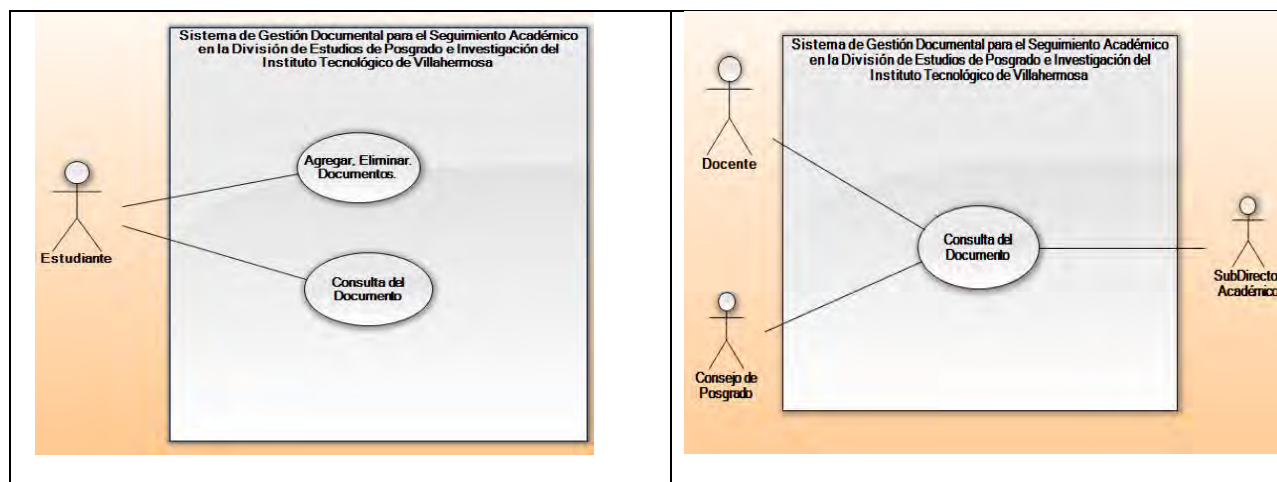 Sistema de Gestión Documental para el Seguimiento Académico
en la División de Estudios de Posgrado e Investigación del
Instituto Tecnológico de Villahermosa
Agregar, Eliminar.
Documentos.
Estudiante
Consulta del
Documento
Sistema de Gestión Documental para el Seguimiento Académico
en la División de Estudios de Posgrado e Investigación del
Instituto Tecnológico de Villahermosa
Docente
Consulta del
Documento
SubDirecto
Académico
Consejo de
Posgrado